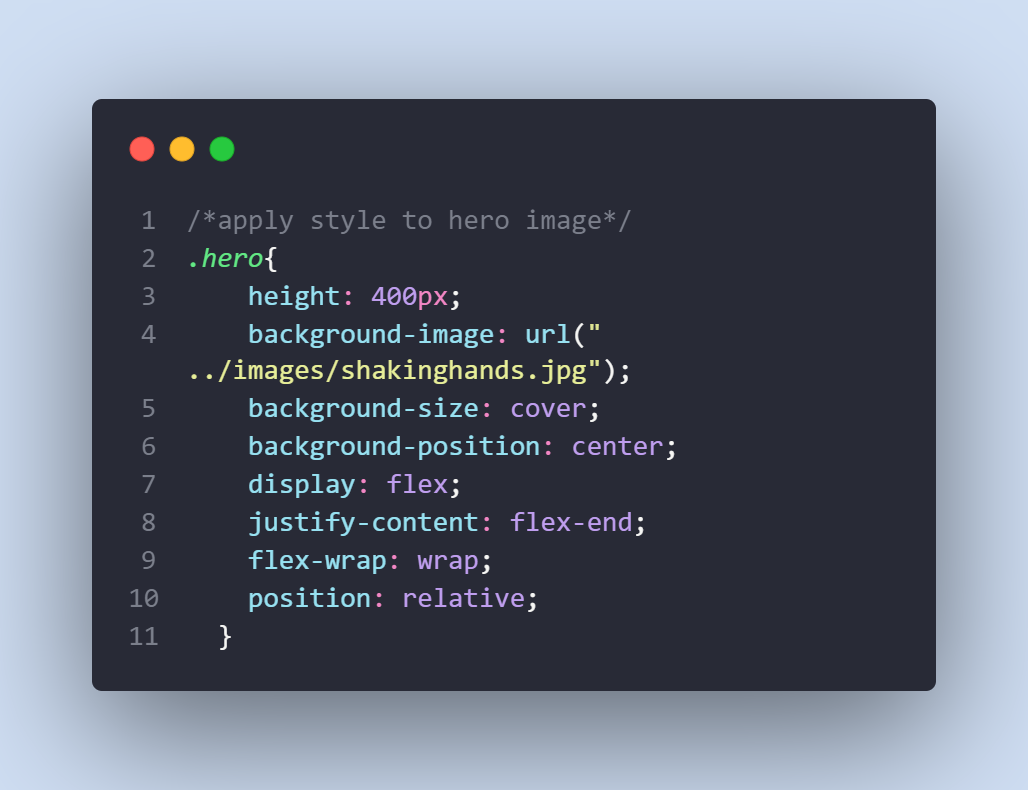 1 /*apply style to hero image*/
2 .hero{
3 height: 400px;
4 background-image: url("
../images/shakinghands.jpg");
5 background-size: cover;
6 background-position: center;
7 display: flex;
8 justify-content: flex-end;
9 flex-wrap: wrap;
10 position: relative;
11 }